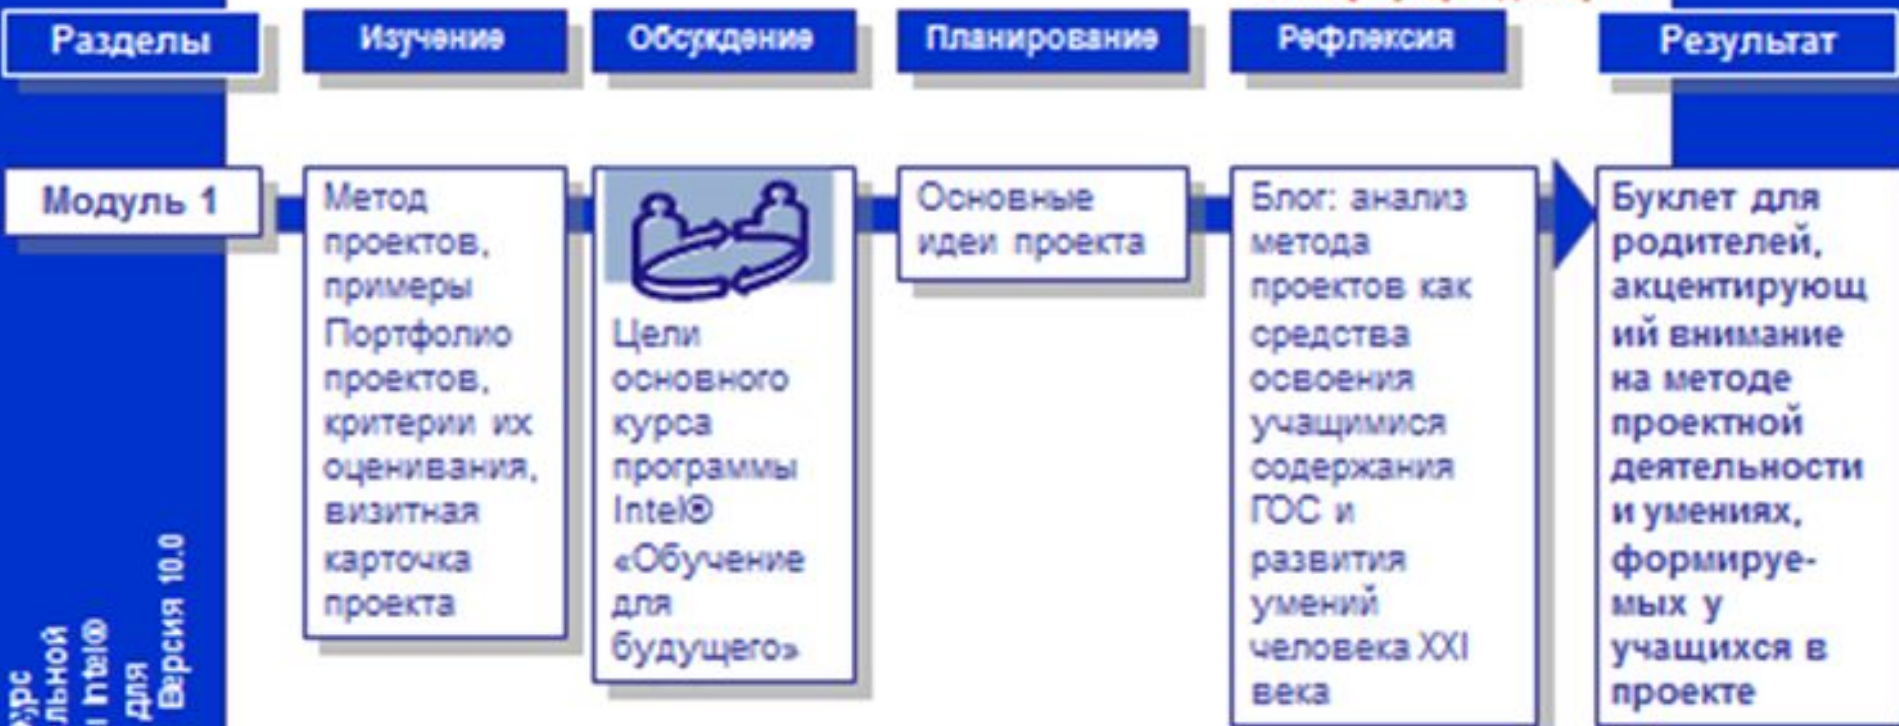 Разделы
Изучение
Обсуждение
Планирование
Рефлексия
Результат
Модуль 1
Метод
проектов,
примеры
Портфолио
проектов,
критерии их
оценивания,
визитная
карточка
проекта
Цели
основного
курса
программы
Intel®
«Обучение
для
будущего»
Основные
идеи проекта
Блог: анализ
метода
проектов как
средства
освоения
учащимися
содержания
ГОС и
развития
умений
человека XXI
века
Буклет для
родителей,
акцентирующ
ий внимание
на методе
проектной
деятельности
и умениях,
формируе-
мых у
учащихся в
проекте
льной
Intel®
для
Версия 10.0